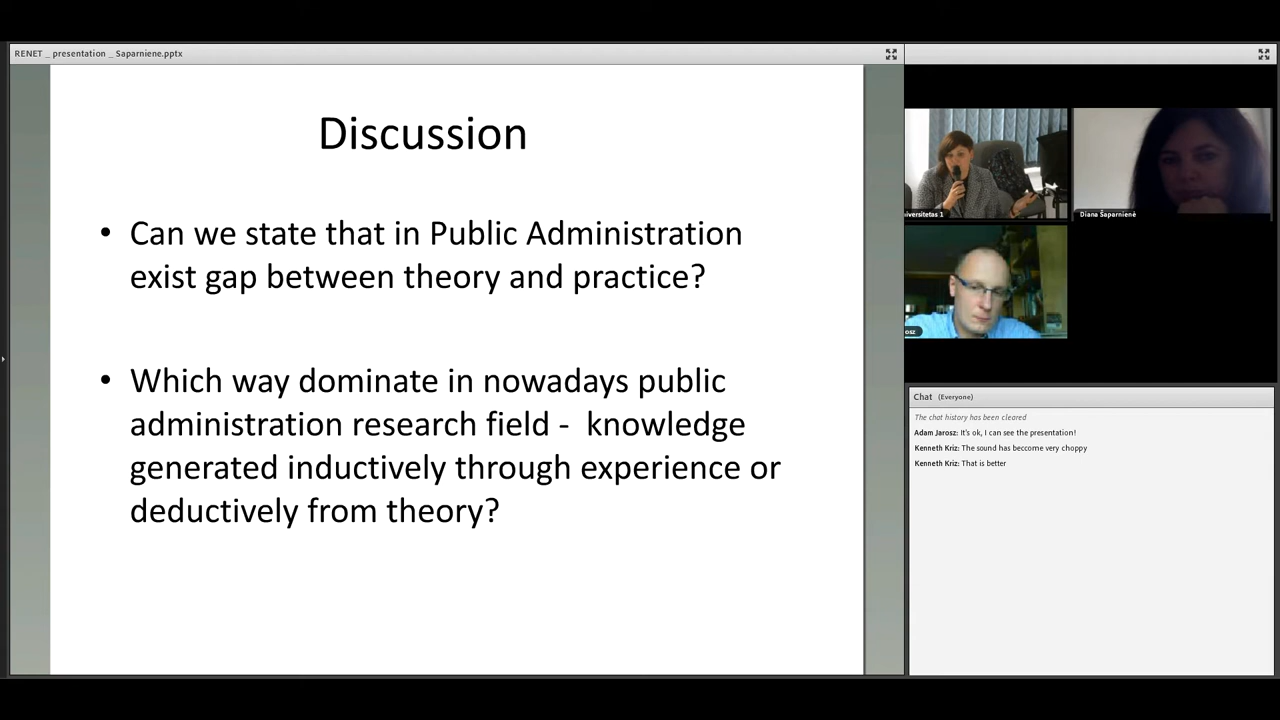 RENET _ presentation _ Saparniene.pptx
Discussion
• Can we state that in Public Administration
exist gap between theory and practice?
• Which way dominate in nowadays public
administration research field - knowledge
generated inductively through experience or
deductively from theory?
niversitetas 1
Diana Šaparnienė
osz
Chat (Everyone)
The chat history has been cleared
Adam Jarosz: It's ok, I can see the presentation!
Kenneth Kriz: The sound has beccome very choppy
Kenneth Kriz: That is better